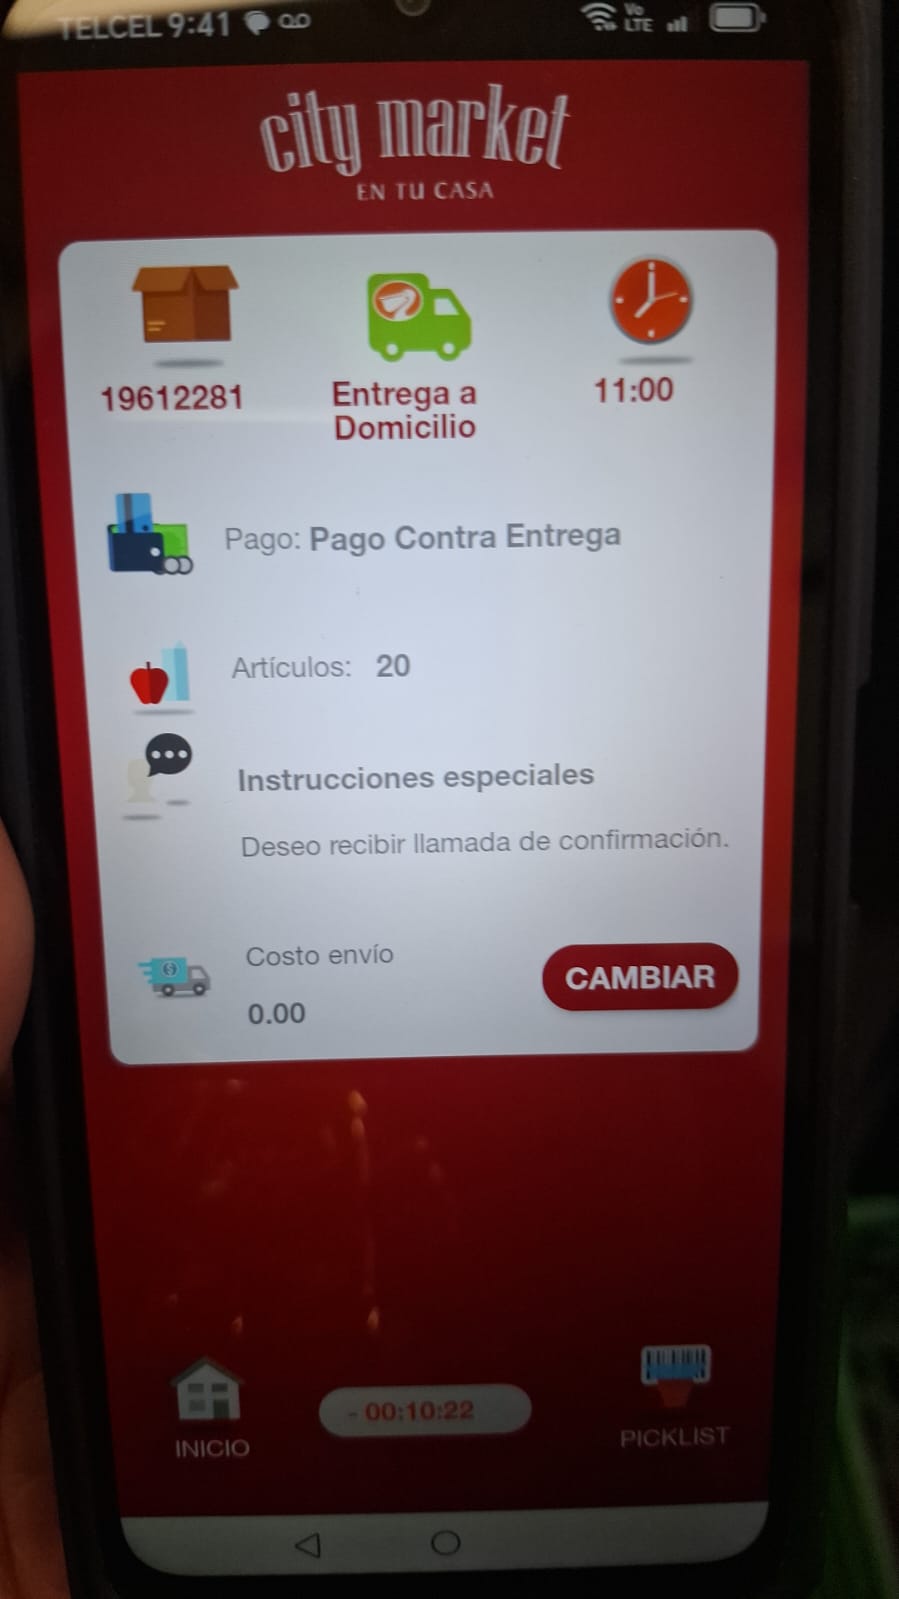 TELCEL 9:41
Vo
LTE
city market
EN TU CASA
19612281
Entrega a
Domicilio
11:00
Pago: Pago Contra Entrega
Artículos: 20
Instrucciones especiales
Deseo recibir llamada de confirmación.
Costo envío
0.00
CAMBIAR
- 00:10:22
INICIO
PICKLIST